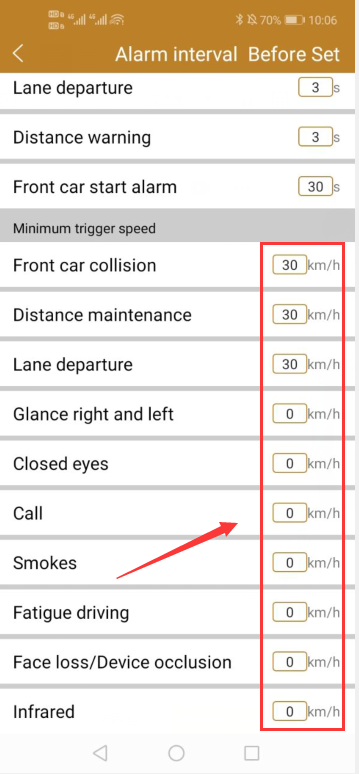 70% 10:06
Alarm interval Before Set
Lane departure 3 s
Distance warning 3 s
Front car start alarm 30 s
Minimum trigger speed
Front car collision 30 km/h
Distance maintenance 30 km/h
Lane departure 30 km/h
Glance right and left 0 km/h
Closed eyes 0 km/h
Call 0 km/h
Smokes 0 km/h
Fatigue driving 0 km/h
Face loss/Device occlusion 0 km/h
Infrared 0 km/h